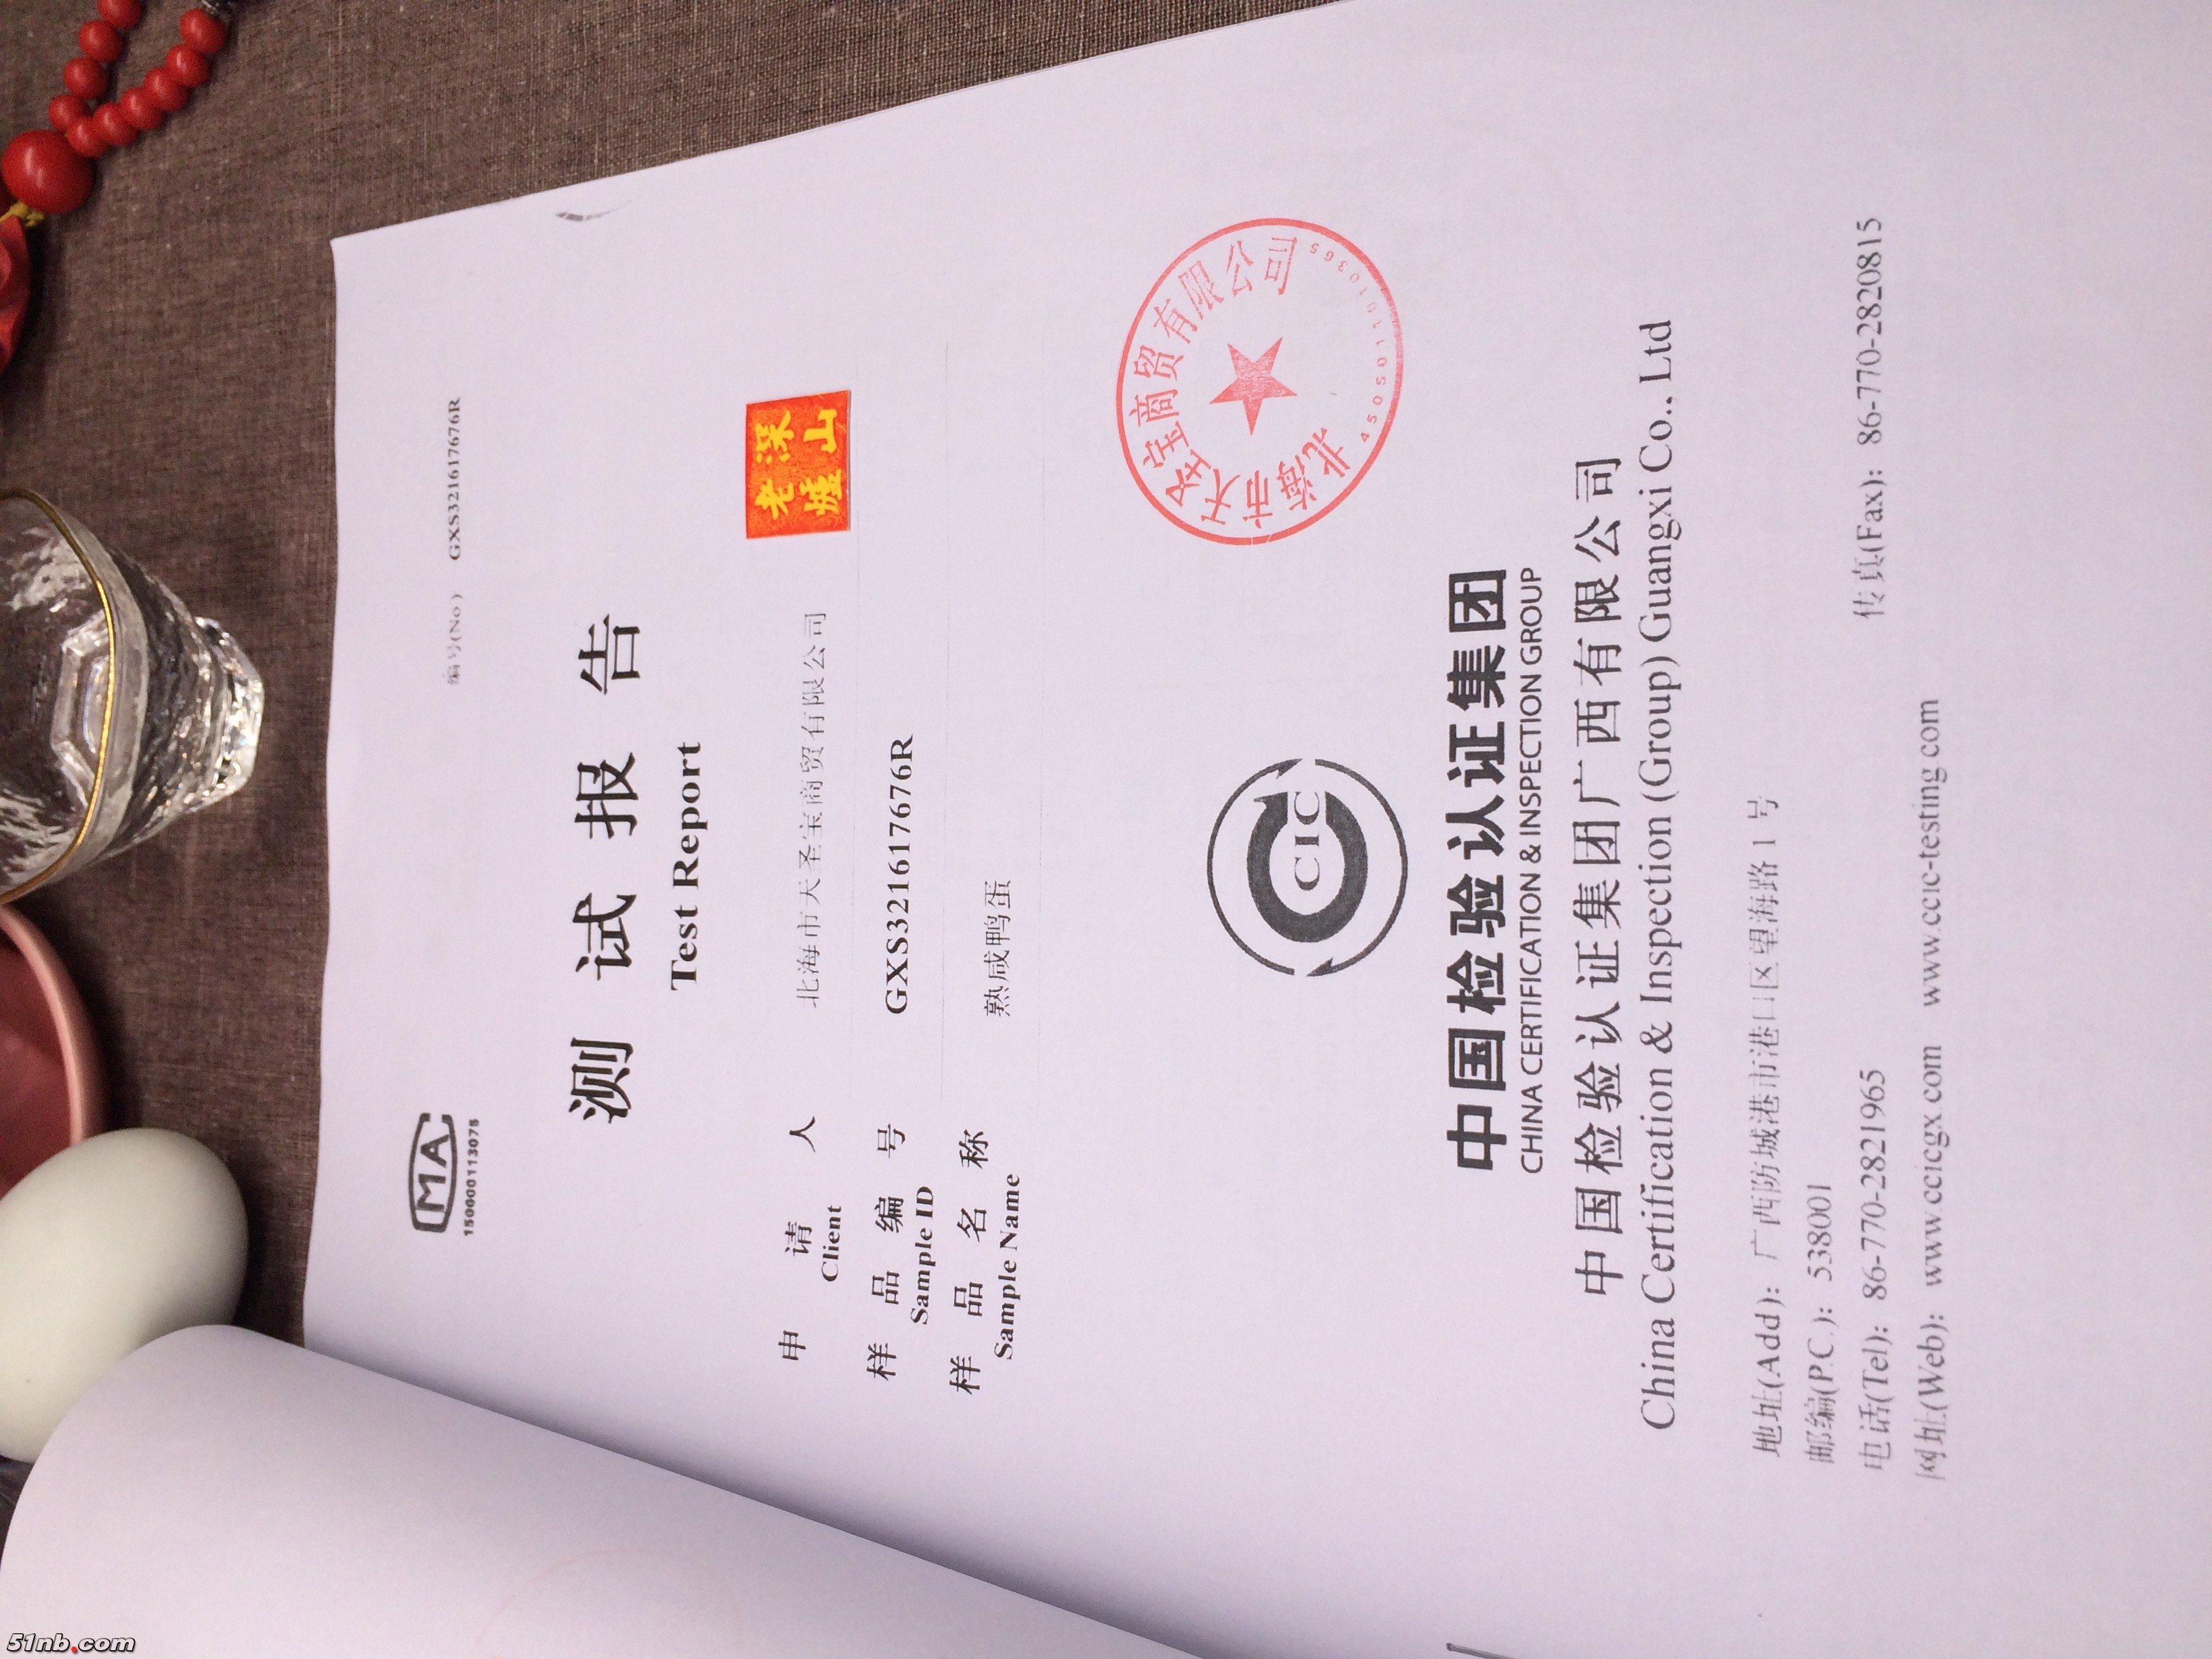 MA
150000113075
编号(No.) GXS32161767​6R
测试报告
Test Report
深山
老爐
申请人
Client
北海市天圣宝商贸有限公司
样品编号
Sample ID
GXS321617676R
样品名称
Sample Name
熟咸鸭蛋
北海市天圣宝商贸有限公司
4505011010365
CCIC
中国检验认证集团
CHINA CERTIFICATION & INSPECTION GROUP
中国检验认证集团广西有限公司
China Certification & Inspection (Group) Guangxi Co., Ltd
地址(Add): 广西防城港市港口区望海路 1 号
邮编(P.C.): 538001
电话(Tel): 86-770-2821965 传真(Fax): 86-770-2820815
网址(Web): www.ccicgx.com www.ccic-testing.com
51nb.com